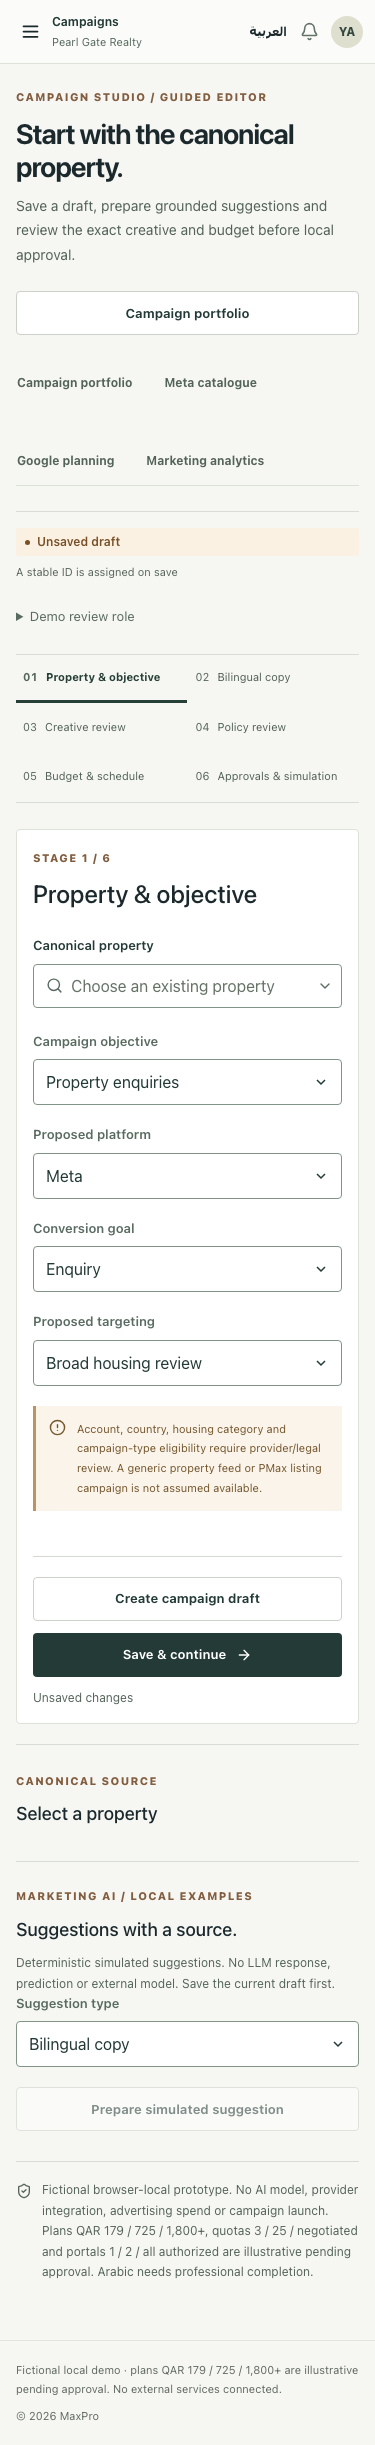 Campaigns
Pearl Gate Realty
العربية
YA
CAMPAIGN STUDIO / GUIDED EDITOR
Start with the canonical
property.
Save a draft, prepare grounded suggestions and
review the exact creative and budget before local
approval.
Campaign portfolio
Campaign portfolio
Meta catalogue
Google planning
Marketing analytics
Unsaved draft
A stable ID is assigned on save
Demo review role
01 Property & objective
02 Bilingual copy
03 Creative review
04 Policy review
05 Budget & schedule
06 Approvals & simulation
STAGE 1 / 6
Property & objective
Canonical property
Choose an existing property
Campaign objective
Property enquiries
Proposed platform
Meta
Conversion goal
Enquiry
Proposed targeting
Broad housing review
Account, country, housing category and
campaign-type eligibility require provider/legal
review. A generic property feed or PMax listing
campaign is not assumed available.
Create campaign draft
Save & continue
Unsaved changes
CANONICAL SOURCE
Select a property
MARKETING AI / LOCAL EXAMPLES
Suggestions with a source.
Deterministic simulated suggestions. No LLM response,
prediction or external model. Save the current draft first.
Suggestion type
Bilingual copy
Prepare simulated suggestion
Fictional browser-local prototype. No AI model, provider
integration, advertising spend or campaign launch.
Plans QAR 179 / 725 / 1,800+, quotas 3 / 25 / negotiated
and portals 1 / 2 / all authorized are illustrative pending
approval. Arabic needs professional completion.
Fictional local demo · plans QAR 179 / 725 / 1,800+ are illustrative
pending approval. No external services connected.
© 2026 MaxPro